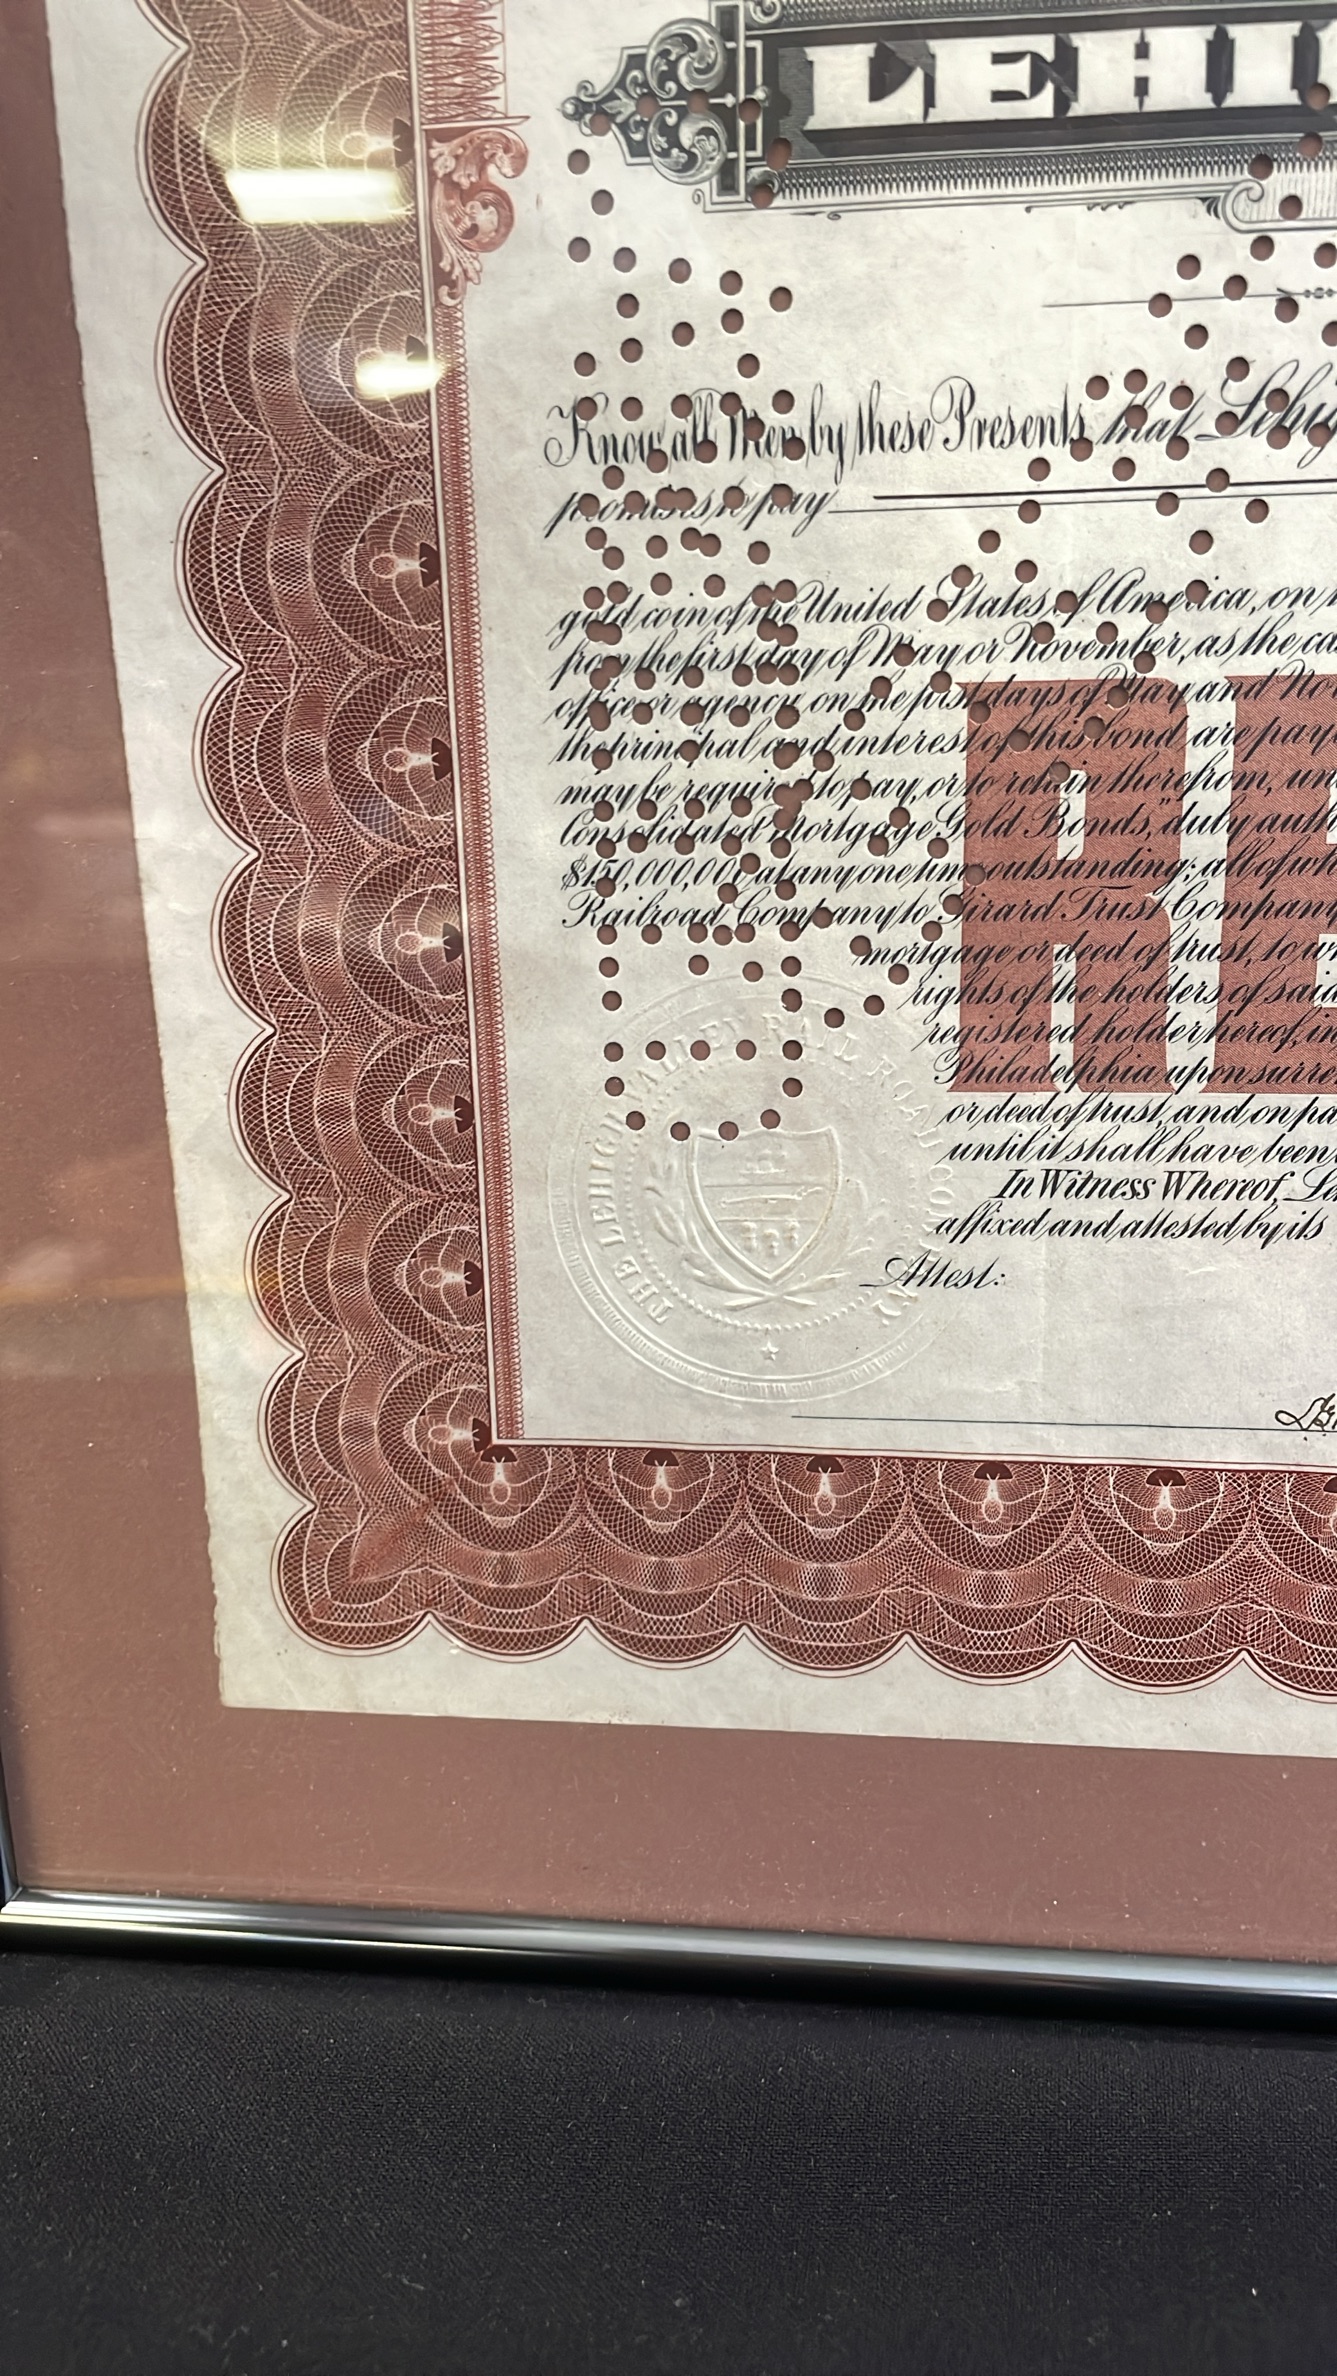 LEHI
Know all Men by these Presents, that Lehig
promises to pay
gold coin of the United States of America, on
from the first day of May or November, as the ca
office or agency, on the first days of May and No
the principal and interest of this bond are paya
may be required to pay, or to retain therefrom, un
Consolidated Mortgage Gold Bonds," duly auth
$150,000,000 at any one time outstanding; all of wh
Railroad Company to Girard Trust Company
mortgage or deed of trust, to wh
rights of the holders of said
registered holder hereof, in
Philadelphia upon surre
or deed of trust, and on pa
until it shall have been
In Witness Whereof, Le
affixed and attested by its
Attest:
RE
THE LEHIGH VALLEY RAIL ROAD COMPANY